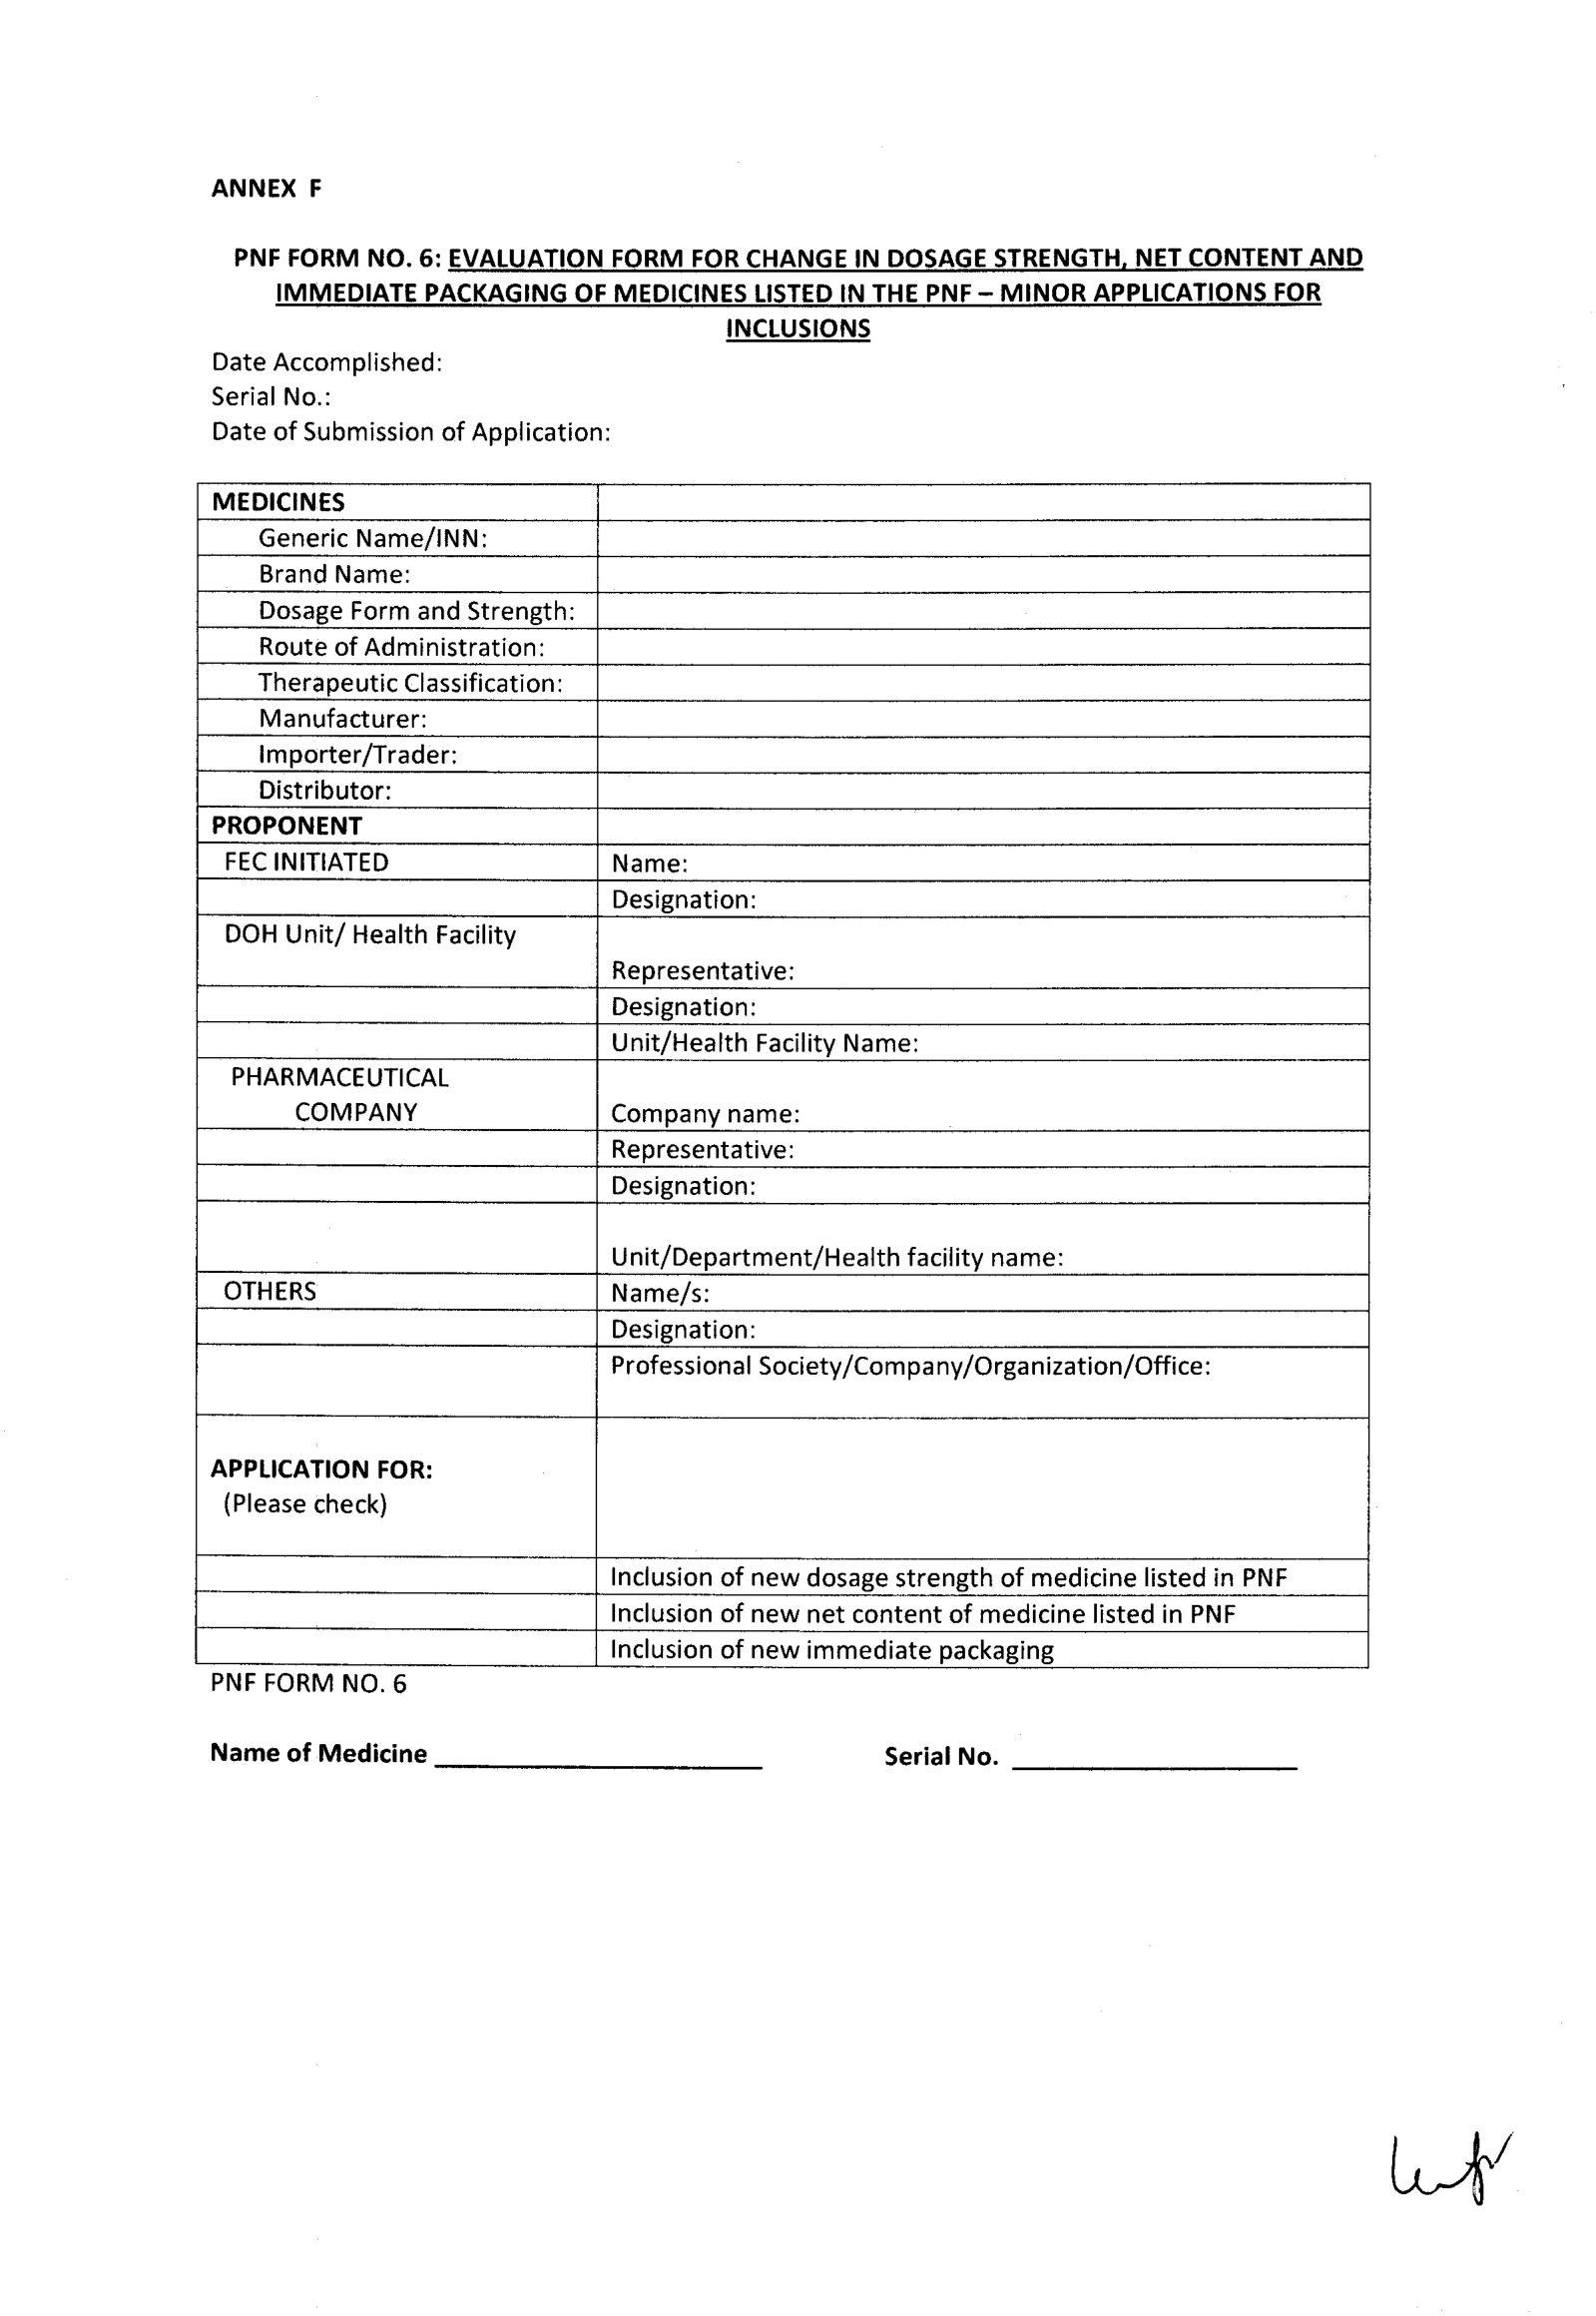 ANNEX F
PNF FORM NO. 6: EVALUATION FORM FOR CHANGE IN DOSAGE STRENGTH, NET CONTENT AND
IMMEDIATE PACKAGING OF MEDICINES LISTED IN THE PNF – MINOR APPLICATIONS FOR
INCLUSIONS
Date Accomplished:
Serial No.:
Date of Submission of Application:
MEDICINES
Generic Name/INN:
Brand Name:
Dosage Form and Strength:
Route of Administration:
Therapeutic Classification:
Manufacturer:
Importer/Trader:
Distributor:
PROPONENT
FEC INITIATED
Name:
Designation:
DOH Unit/ Health Facility
Representative:
Designation:
Unit/Health Facility Name:
PHARMACEUTICAL
COMPANY
Company name:
Representative:
Designation:
Unit/Department/Health facility name:
OTHERS
Name/s:
Designation:
Professional Society/Company/Organization/Office:
APPLICATION FOR:
(Please check)
Inclusion of new dosage strength of medicine listed in PNF
Inclusion of new net content of medicine listed in PNF
Inclusion of new immediate packaging
PNF FORM NO. 6
Name of Medicine
Serial No.